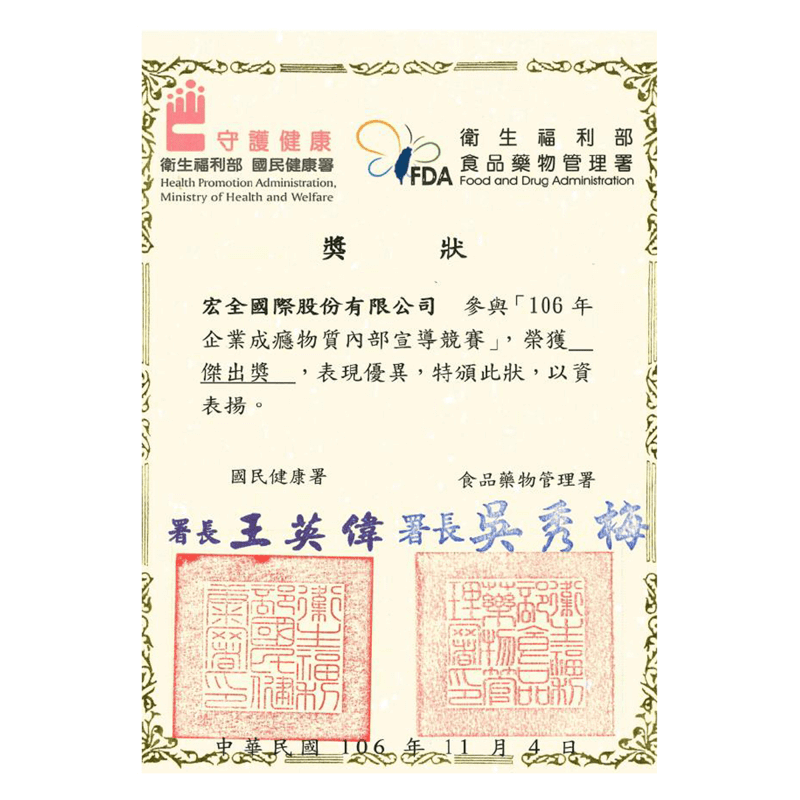 守護健康
衛生福利部 國民健康署
Health Promotion Administration,
Ministry of Health and Welfare
FDA
衛生福利部
食品藥物管理署
Food and Drug Administration
獎 狀
宏全國際股份有限公司 參與「106 年
企業成癮物質內部宣導競賽」，榮獲
傑出獎 ，表現優異，特頒此狀，以資
表揚。
國民健康署
食品藥物管理署
署長 王英偉
署長 吳秀梅
衛生福利
部國民健
康署印
衛生福利
部食品
藥物管
理署印
中華民國 106 年 11 月 4 日